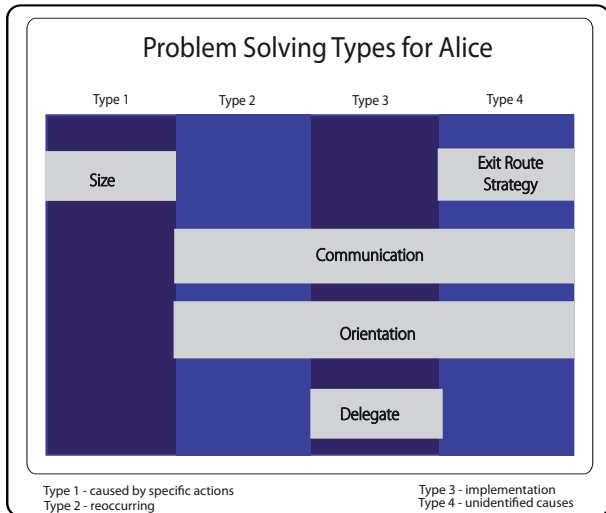 Problem Solving Types for Alice
Type 1 Type 2 Type 3 Type 4
Size
Exit Route
Strategy
Communication
Orientation
Delegate
Type 1 - caused by specific actions
Type 2 - reoccurring
Type 3 - implementation
Type 4 - unidentified causes